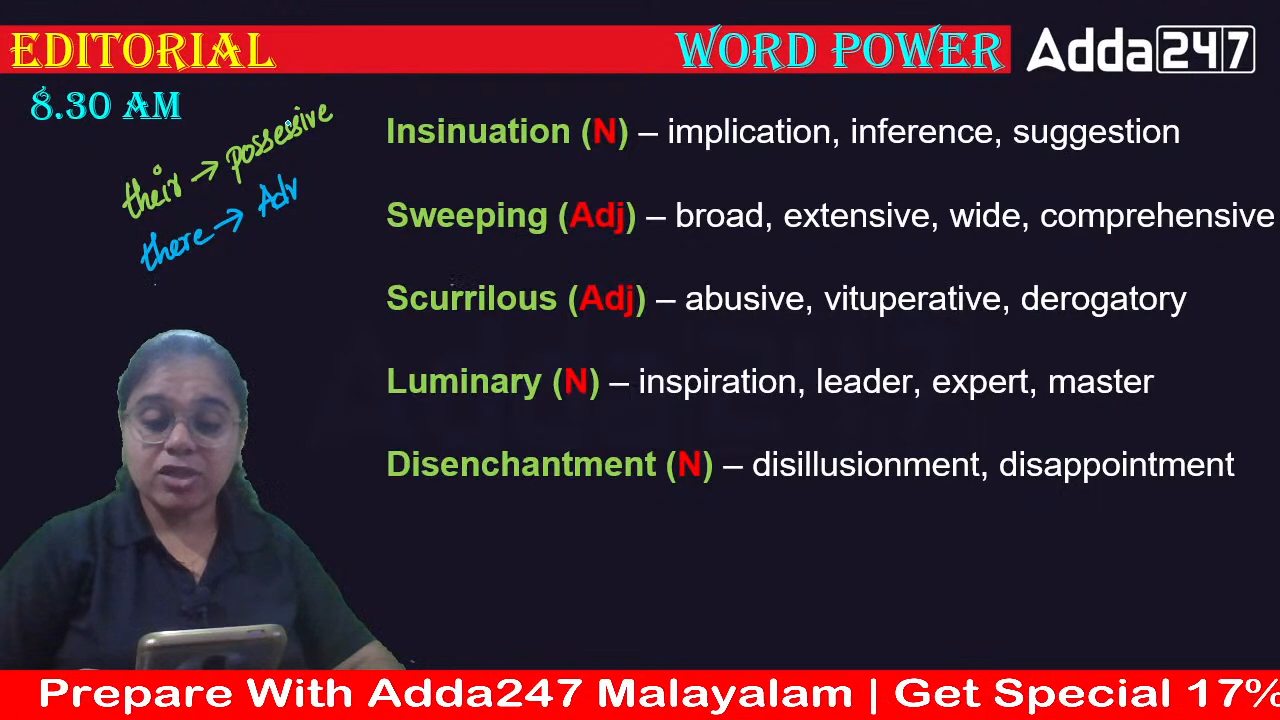 EDITORIAL
WORD POWER
Adda247
8.30 AM
their → possessive
there → Adv
Insinuation (N) – implication, inference, suggestion
Sweeping (Adj) – broad, extensive, wide, comprehensive
Scurrilous (Adj) – abusive, vituperative, derogatory
Luminary (N) – inspiration, leader, expert, master
Disenchantment (N) – disillusionment, disappointment
Prepare With Adda247 Malayalam | Get Special 17%